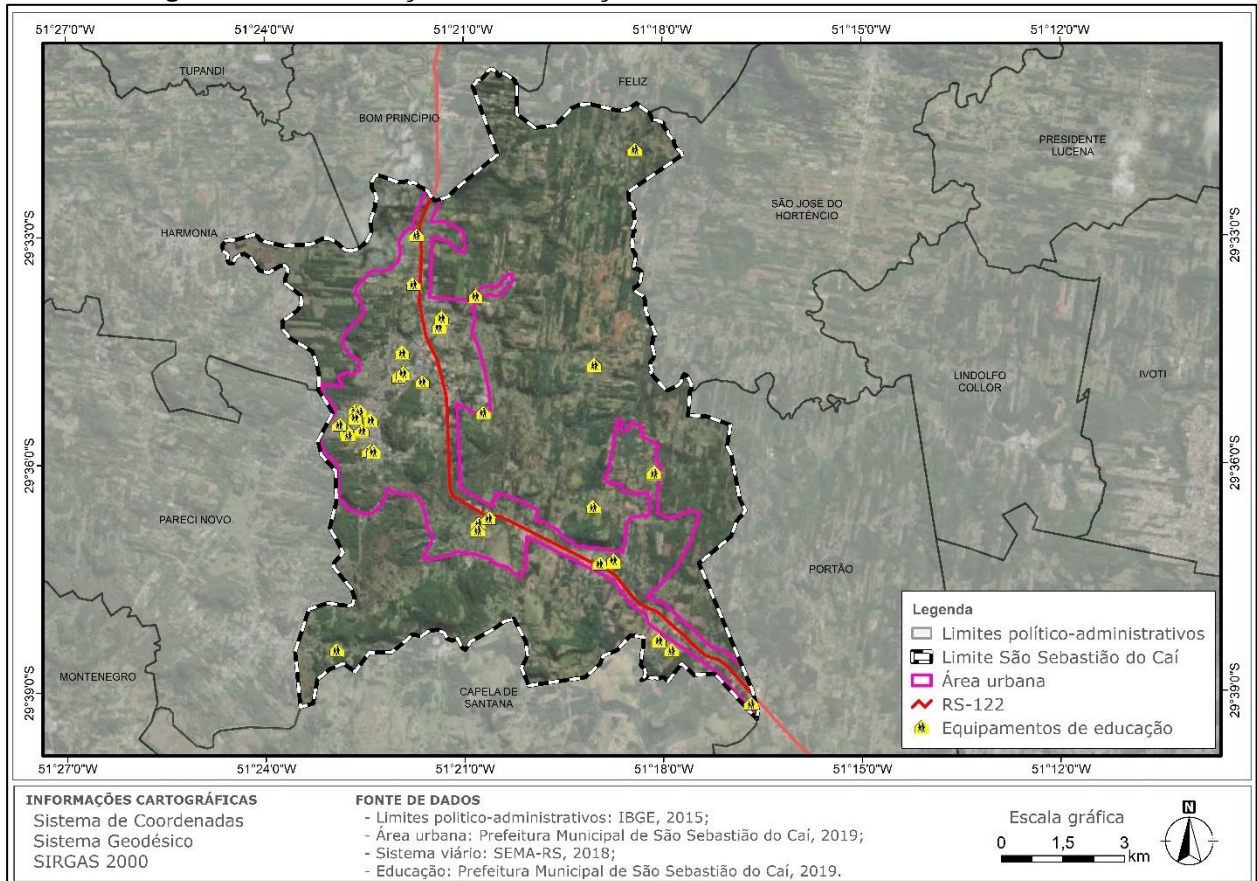 51°27'0"W 51°24'0"W 51°21'0"W 51°18'0"W 51°15'0"W 51°12'0"W
TUPANDI
FELIZ
BOM PRINCÍPIO
PRESIDENTE
LUCENA
SÃO JOSÉ DO
HORTÊNCIO
HARMONIA
29°33'0"S 29°33'0"S
LINDOLFO
COLLOR
IVOTI
29°36'0"S 29°36'0"S
PARECI NOVO
PORTÃO
MONTENEGRO
CAPELA DE
SANTANA
29°39'0"S 29°39'0"S
Legenda
Limites político-administrativos
Limite São Sebastião do Caí
Área urbana
RS-122
Equipamentos de educação
51°27'0"W 51°24'0"W 51°21'0"W 51°18'0"W 51°15'0"W 51°12'0"W
INFORMAÇÕES CARTOGRÁFICAS
Sistema de Coordenadas
Sistema Geodésico
SIRGAS 2000
FONTE DE DADOS
- Limites politico-administrativos: IBGE, 2015;
- Área urbana: Prefeitura Municipal de São Sebastião do Caí, 2019;
- Sistema viário: SEMA-RS, 2018;
- Educação: Prefeitura Municipal de São Sebastião do Caí, 2019.
Escala gráfica
0 1,5 3
km
N